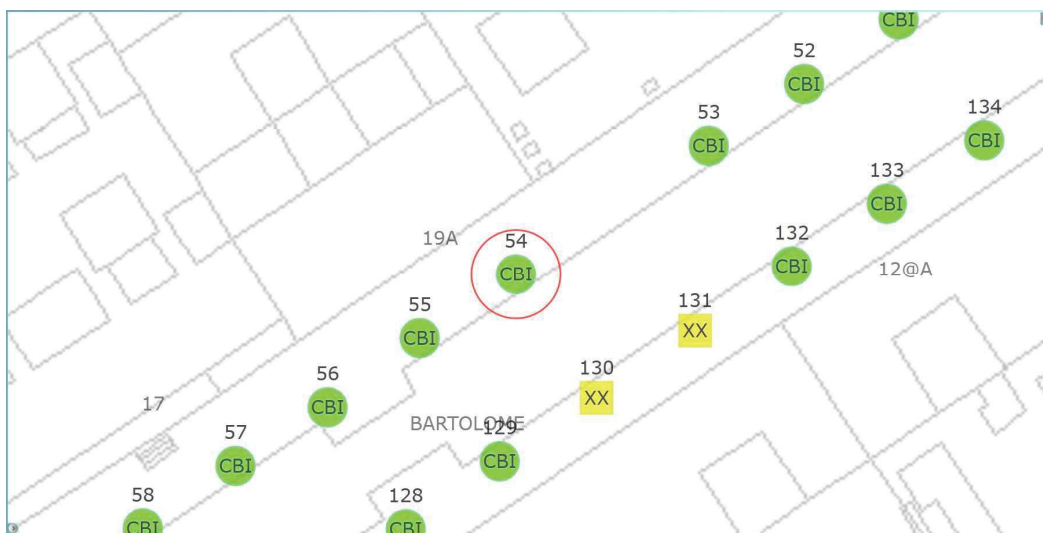 CBI
52
CBI
134
CBI
53
CBI
133
CBI
19A
54
CBI
132
CBI
12@A
131
XX
55
CBI
130
XX
56
CBI
17
BARTOLOME
129
CBI
57
CBI
58
CBI
128
CBI